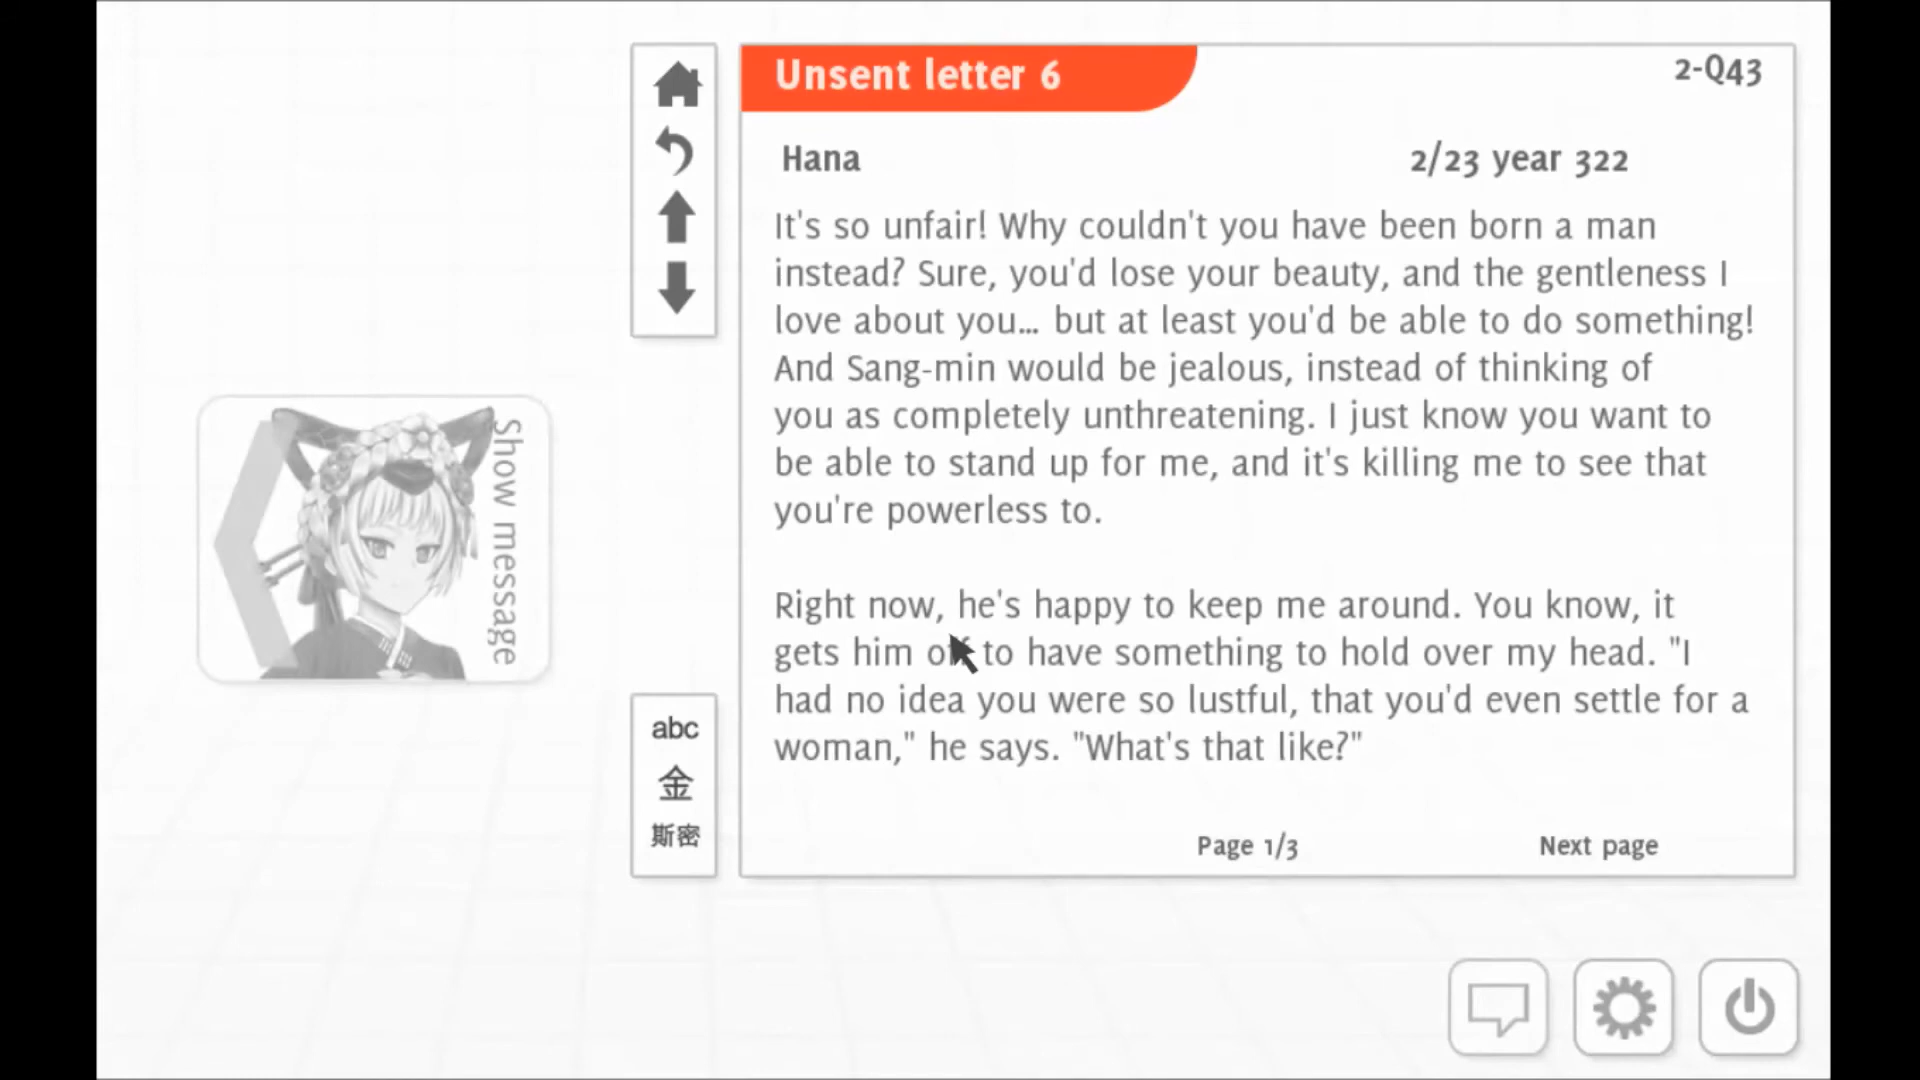 Unsent letter 6
2-Q43
Hana
2/23 year 322
It's so unfair! Why couldn't you have been born a man
instead? Sure, you'd lose your beauty, and the gentleness I
love about you... but at least you'd be able to do something!
And Sang-min would be jealous, instead of thinking of
you as completely unthreatening. I just know you want to
be able to stand up for me, and it's killing me to see that
you're powerless to.
Right now, he's happy to keep me around. You know, it
gets him off to have something to hold over my head. "I
had no idea you were so lustful, that you'd even settle for a
woman," he says. "What's that like?"
Page 1/3
Next page
Show message
abc
金
斯密